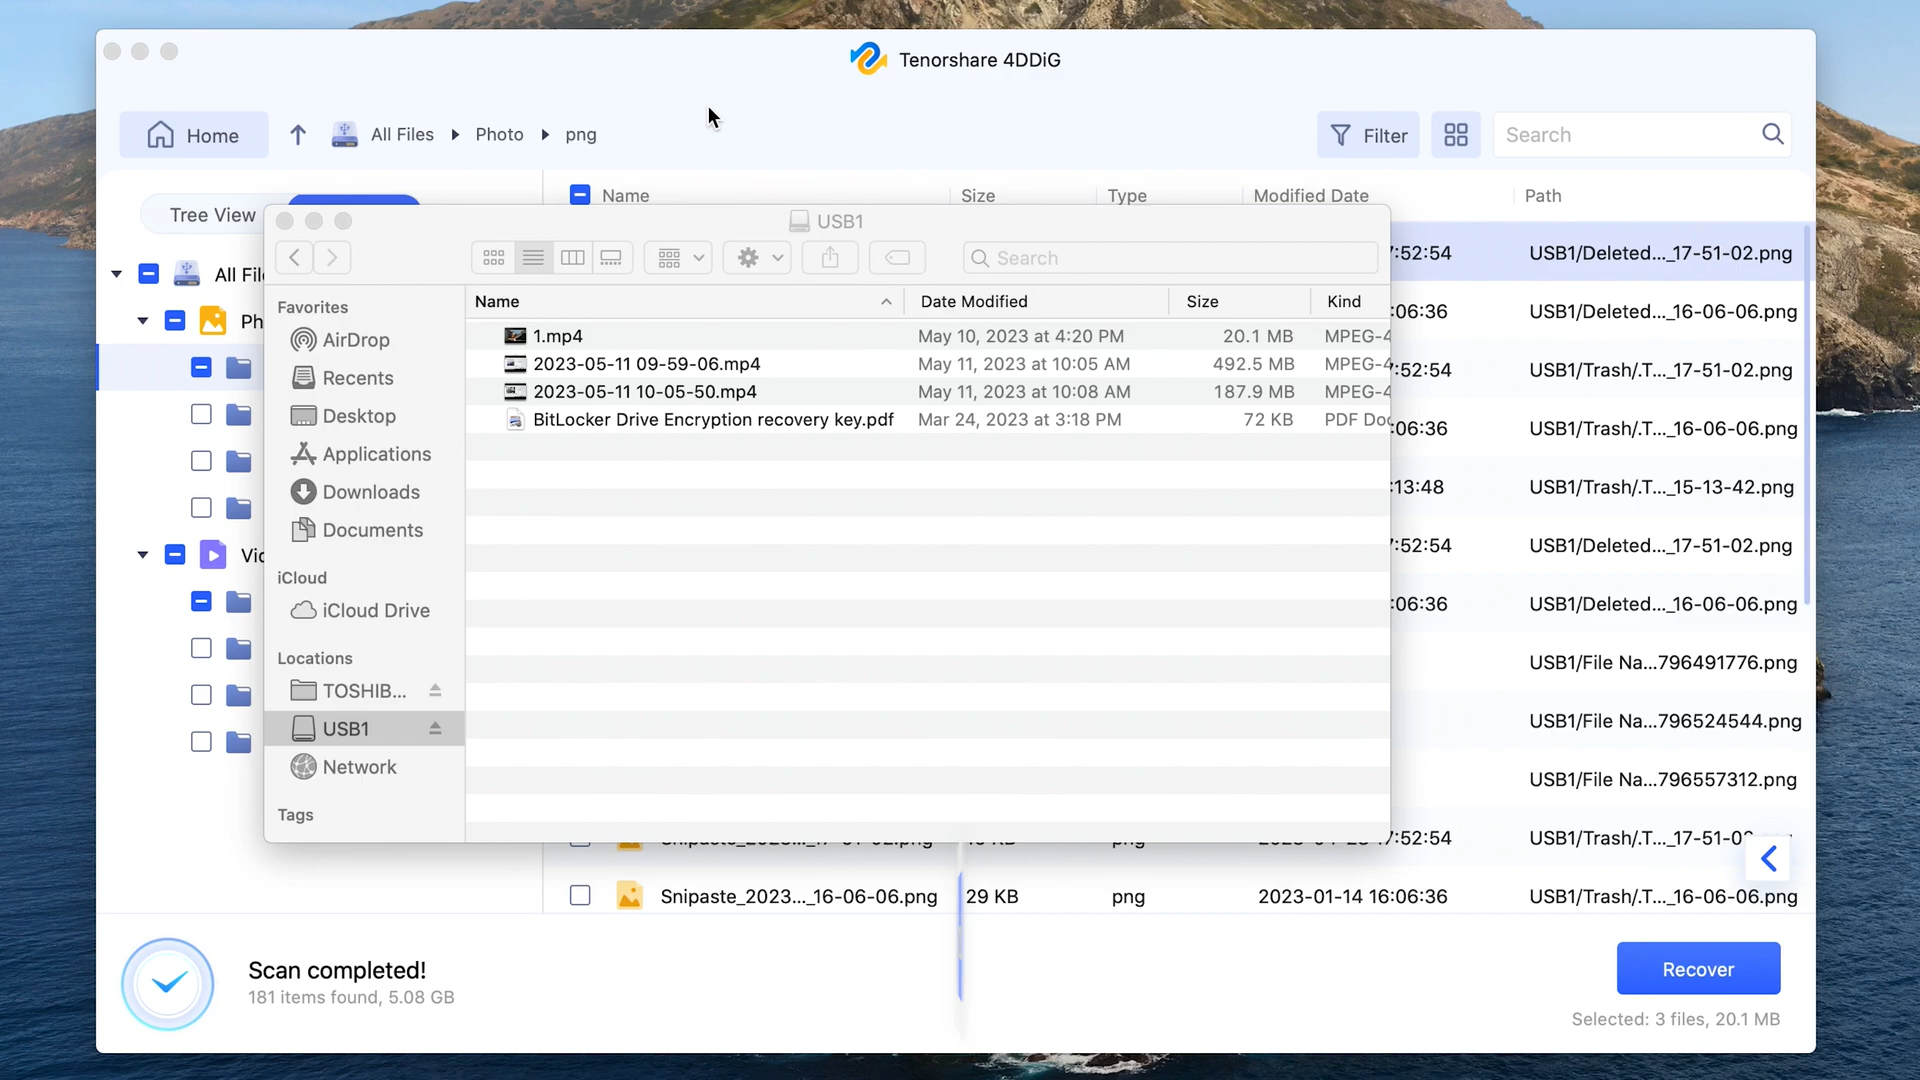 Tenorshare 4DDiG
Home
All Files
Photo
png
Filter
Search
Tree View
Name
Size
Type
Modified Date
Path
USB1
Search
Favorites
AirDrop
Recents
Desktop
Applications
Downloads
Documents
iCloud
iCloud Drive
Locations
TOSHIB...
USB1
Network
Tags
Name Date Modified Size Kind
1.mp4 May 10, 2023 at 4:20 PM 20.1 MB MPEG-4
2023-05-11 09-59-06.mp4 May 11, 2023 at 10:05 AM 492.5 MB MPEG-4
2023-05-11 10-05-50.mp4 May 11, 2023 at 10:08 AM 187.9 MB MPEG-4
BitLocker Drive Encryption recovery key.pdf Mar 24, 2023 at 3:18 PM 72 KB PDF Doc
:52:54 USB1/Deleted..._17-51-02.png
:06:36 USB1/Deleted..._16-06-06.png
:52:54 USB1/Trash/.T..._17-51-02.png
:06:36 USB1/Trash/.T..._16-06-06.png
:13:48 USB1/Trash/.T..._15-13-42.png
:52:54 USB1/Deleted..._17-51-02.png
:06:36 USB1/Deleted..._16-06-06.png
USB1/File Na...796491776.png
USB1/File Na...796524544.png
USB1/File Na...796557312.png
:52:54 USB1/Trash/.T..._17-51-0
Snipaste_2023..._16-06-06.png 29 KB png 2023-01-14 16:06:36 USB1/Trash/.T..._16-06-06.png
Scan completed!
181 items found, 5.08 GB
Recover
Selected: 3 files, 20.1 MB